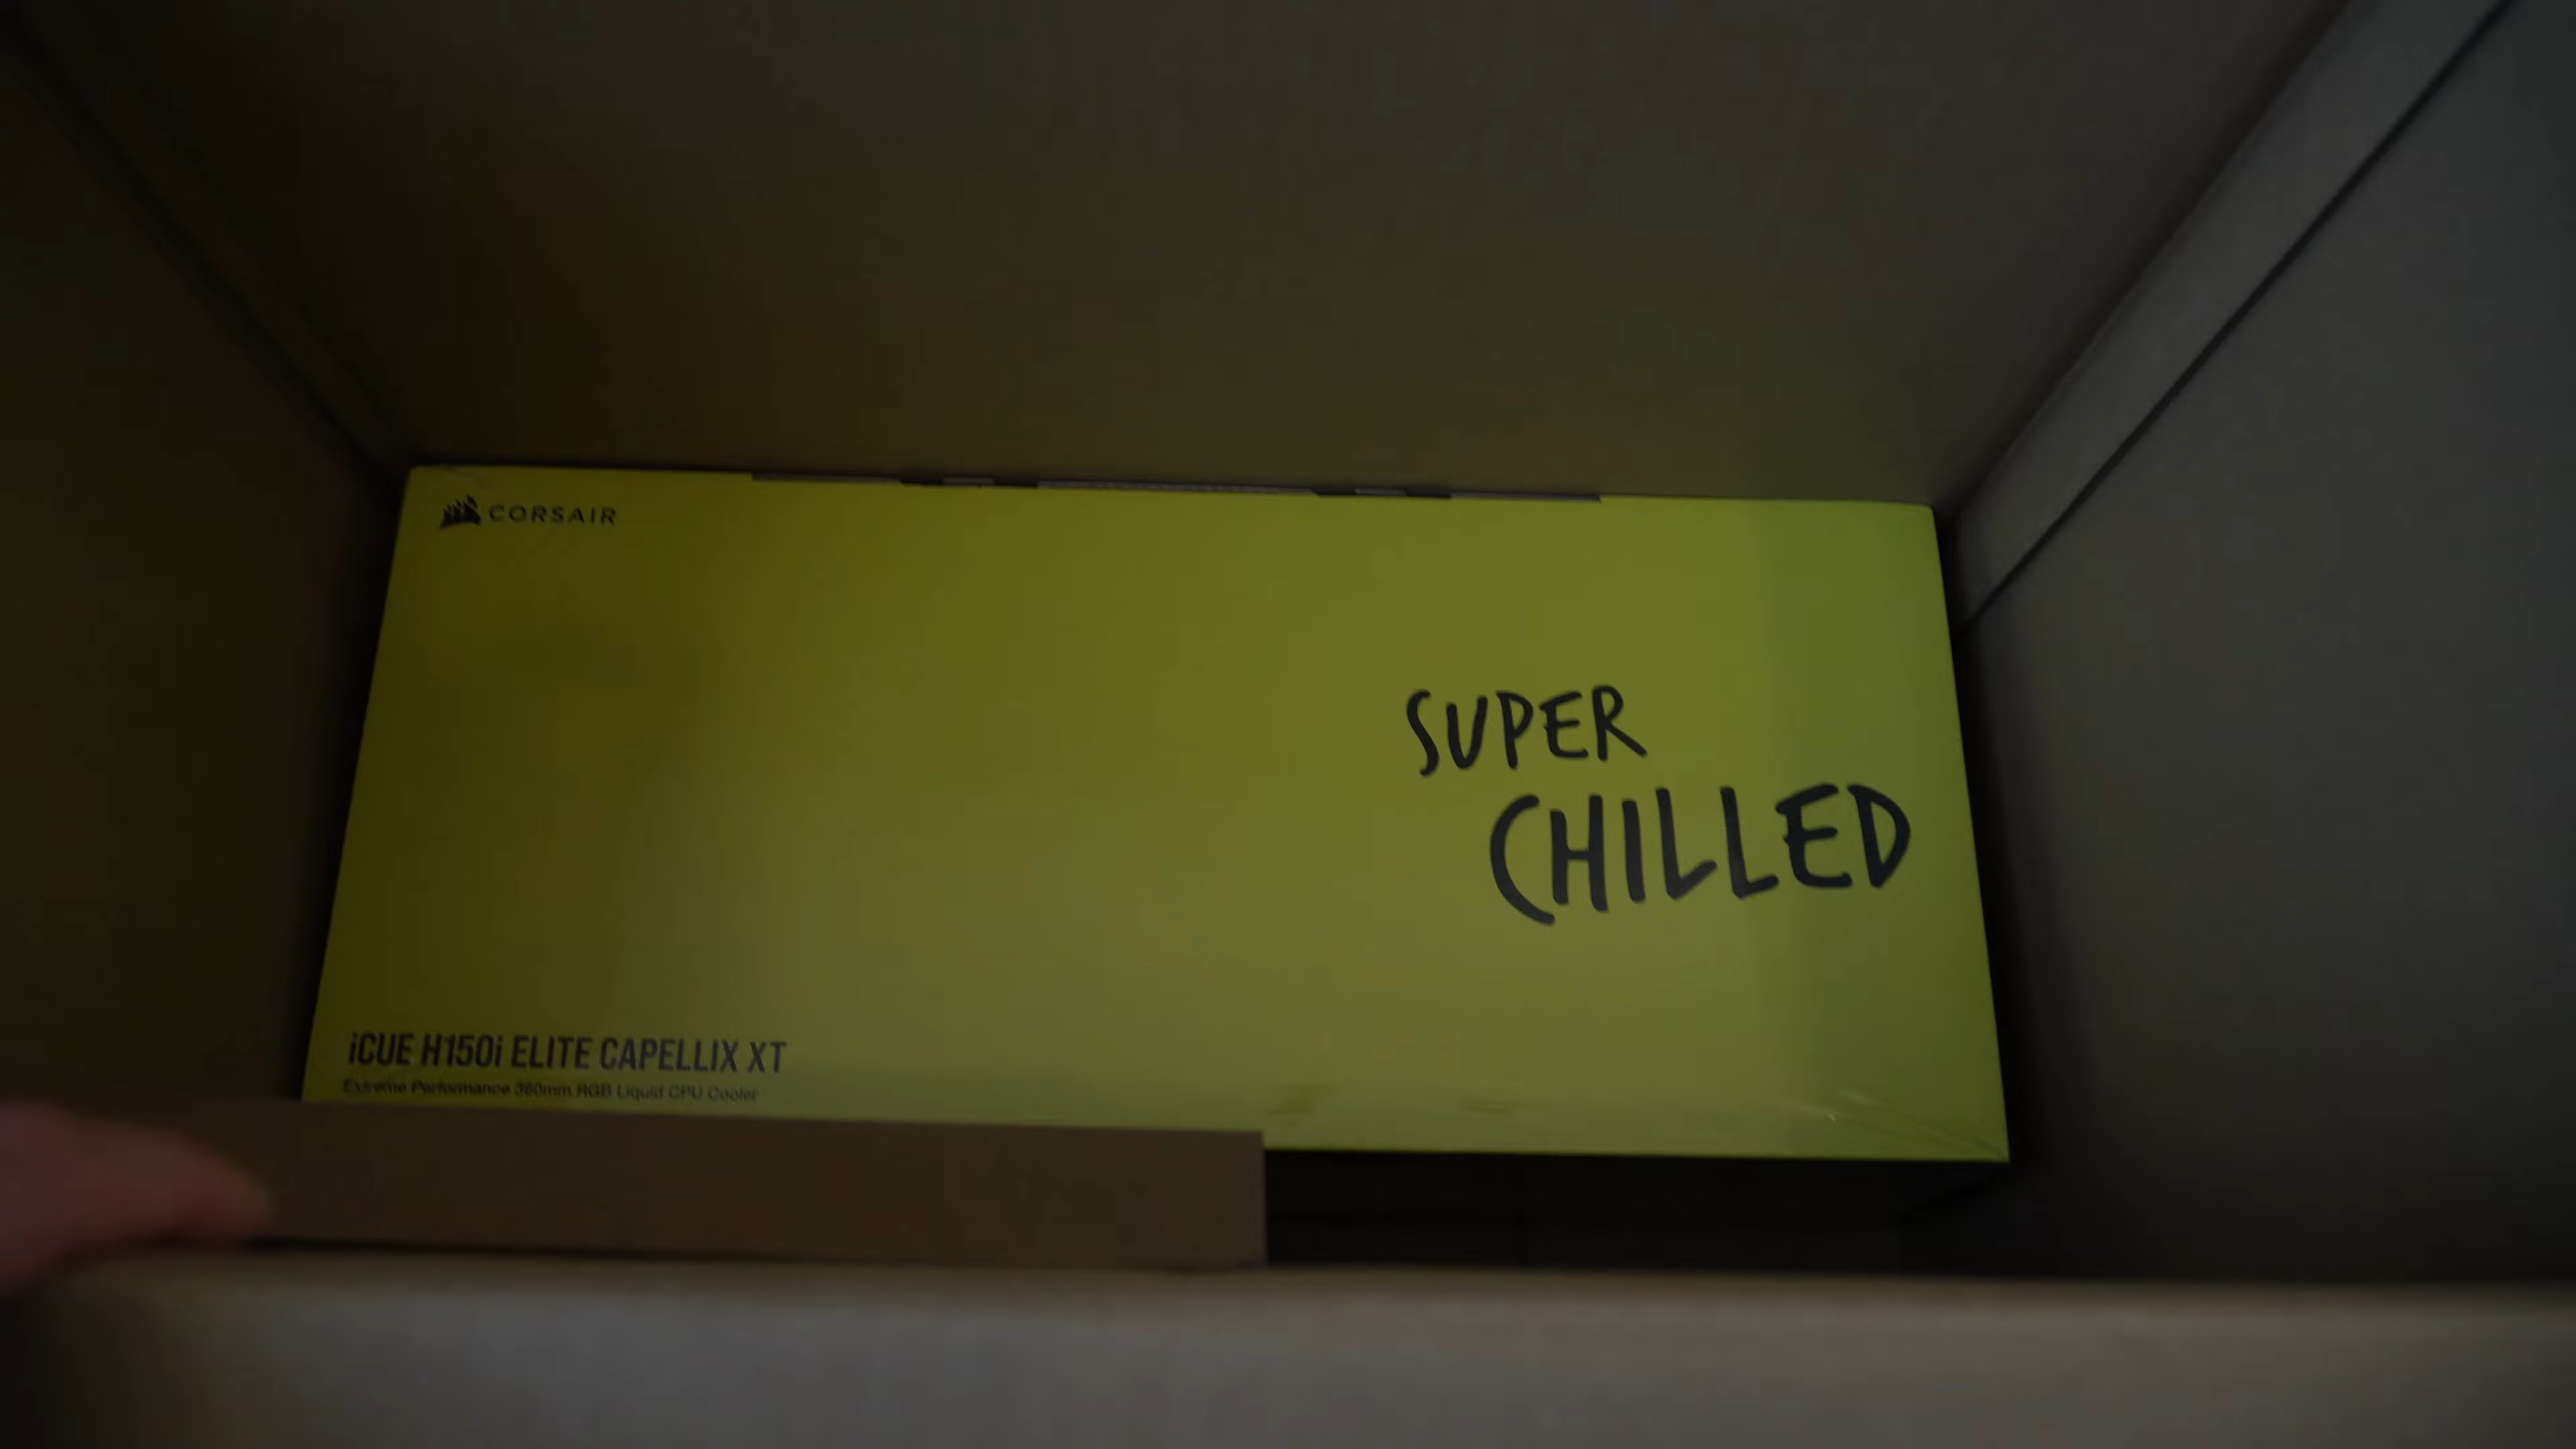 CORSAIR
SUPER
CHILLED
iCUE H150i ELITE CAPELLIX XT
Extreme Performance 360mm RGB Liquid CPU Cooler